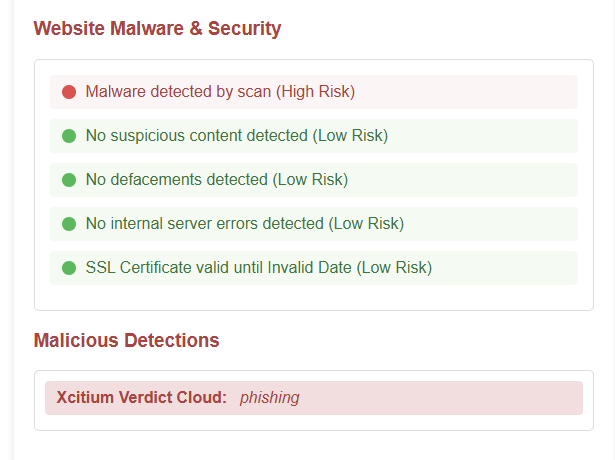 Website Malware & Security
Malware detected by scan (High Risk)
No suspicious content detected (Low Risk)
No defacements detected (Low Risk)
No internal server errors detected (Low Risk)
SSL Certificate valid until Invalid Date (Low Risk)
Malicious Detections
Xcitium Verdict Cloud: phishing